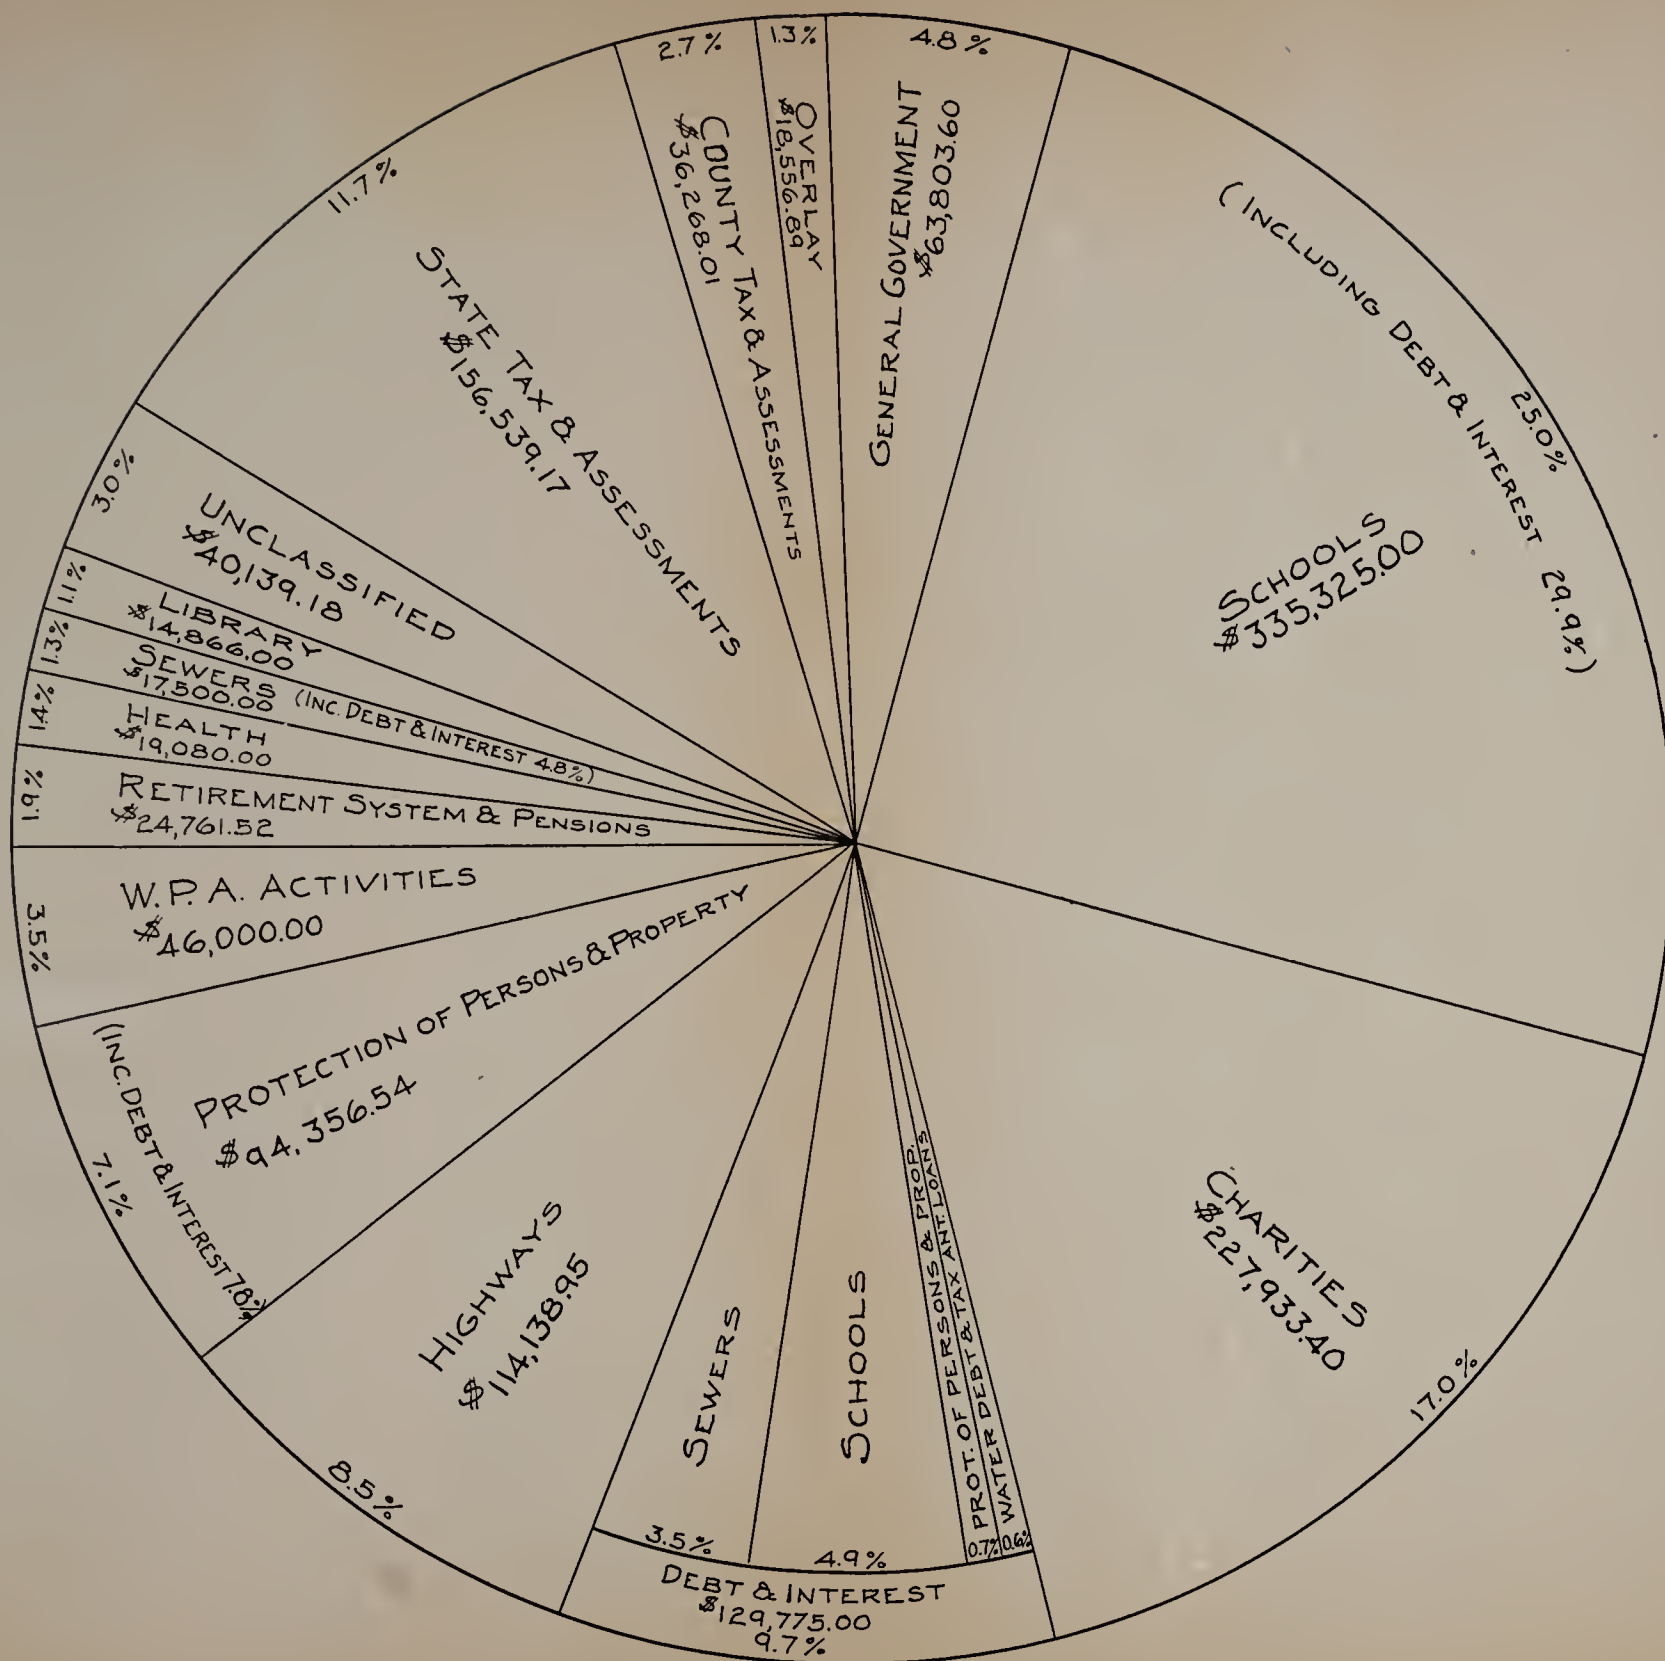 4.8%
GENERAL GOVERNMENT
$63,803.60
25.0%
(INCLUDING DEBT & INTEREST 29.9%)
SCHOOLS
$335,325.00
17.0%
CHARITIES
$227,933.40
DEBT & INTEREST
$129,775.00
9.7%
0.6%
WATER DEBT & TAX ANT. LOANS
0.7%
PROT. OF PERSONS & PROP.
4.9%
SCHOOLS
3.5%
SEWERS
8.5%
HIGHWAYS
$114,138.95
7.1%
(INC. DEBT & INTEREST 7.8%)
PROTECTION OF PERSONS & PROPERTY
$94,356.54
3.5%
W.P.A. ACTIVITIES
$46,000.00
1.9%
RETIREMENT SYSTEM & PENSIONS
$24,761.52
1.4%
HEALTH
$19,080.00
1.3%
SEWERS
$17,500.00
(INC. DEBT & INTEREST 4.8%)
1.1%
LIBRARY
$14,866.00
3.0%
UNCLASSIFIED
$40,139.18
11.7%
STATE TAX & ASSESSMENTS
$156,539.17
2.7%
COUNTY TAX & ASSESSMENTS
$36,268.01
1.3%
OVERLAY
$18,556.89